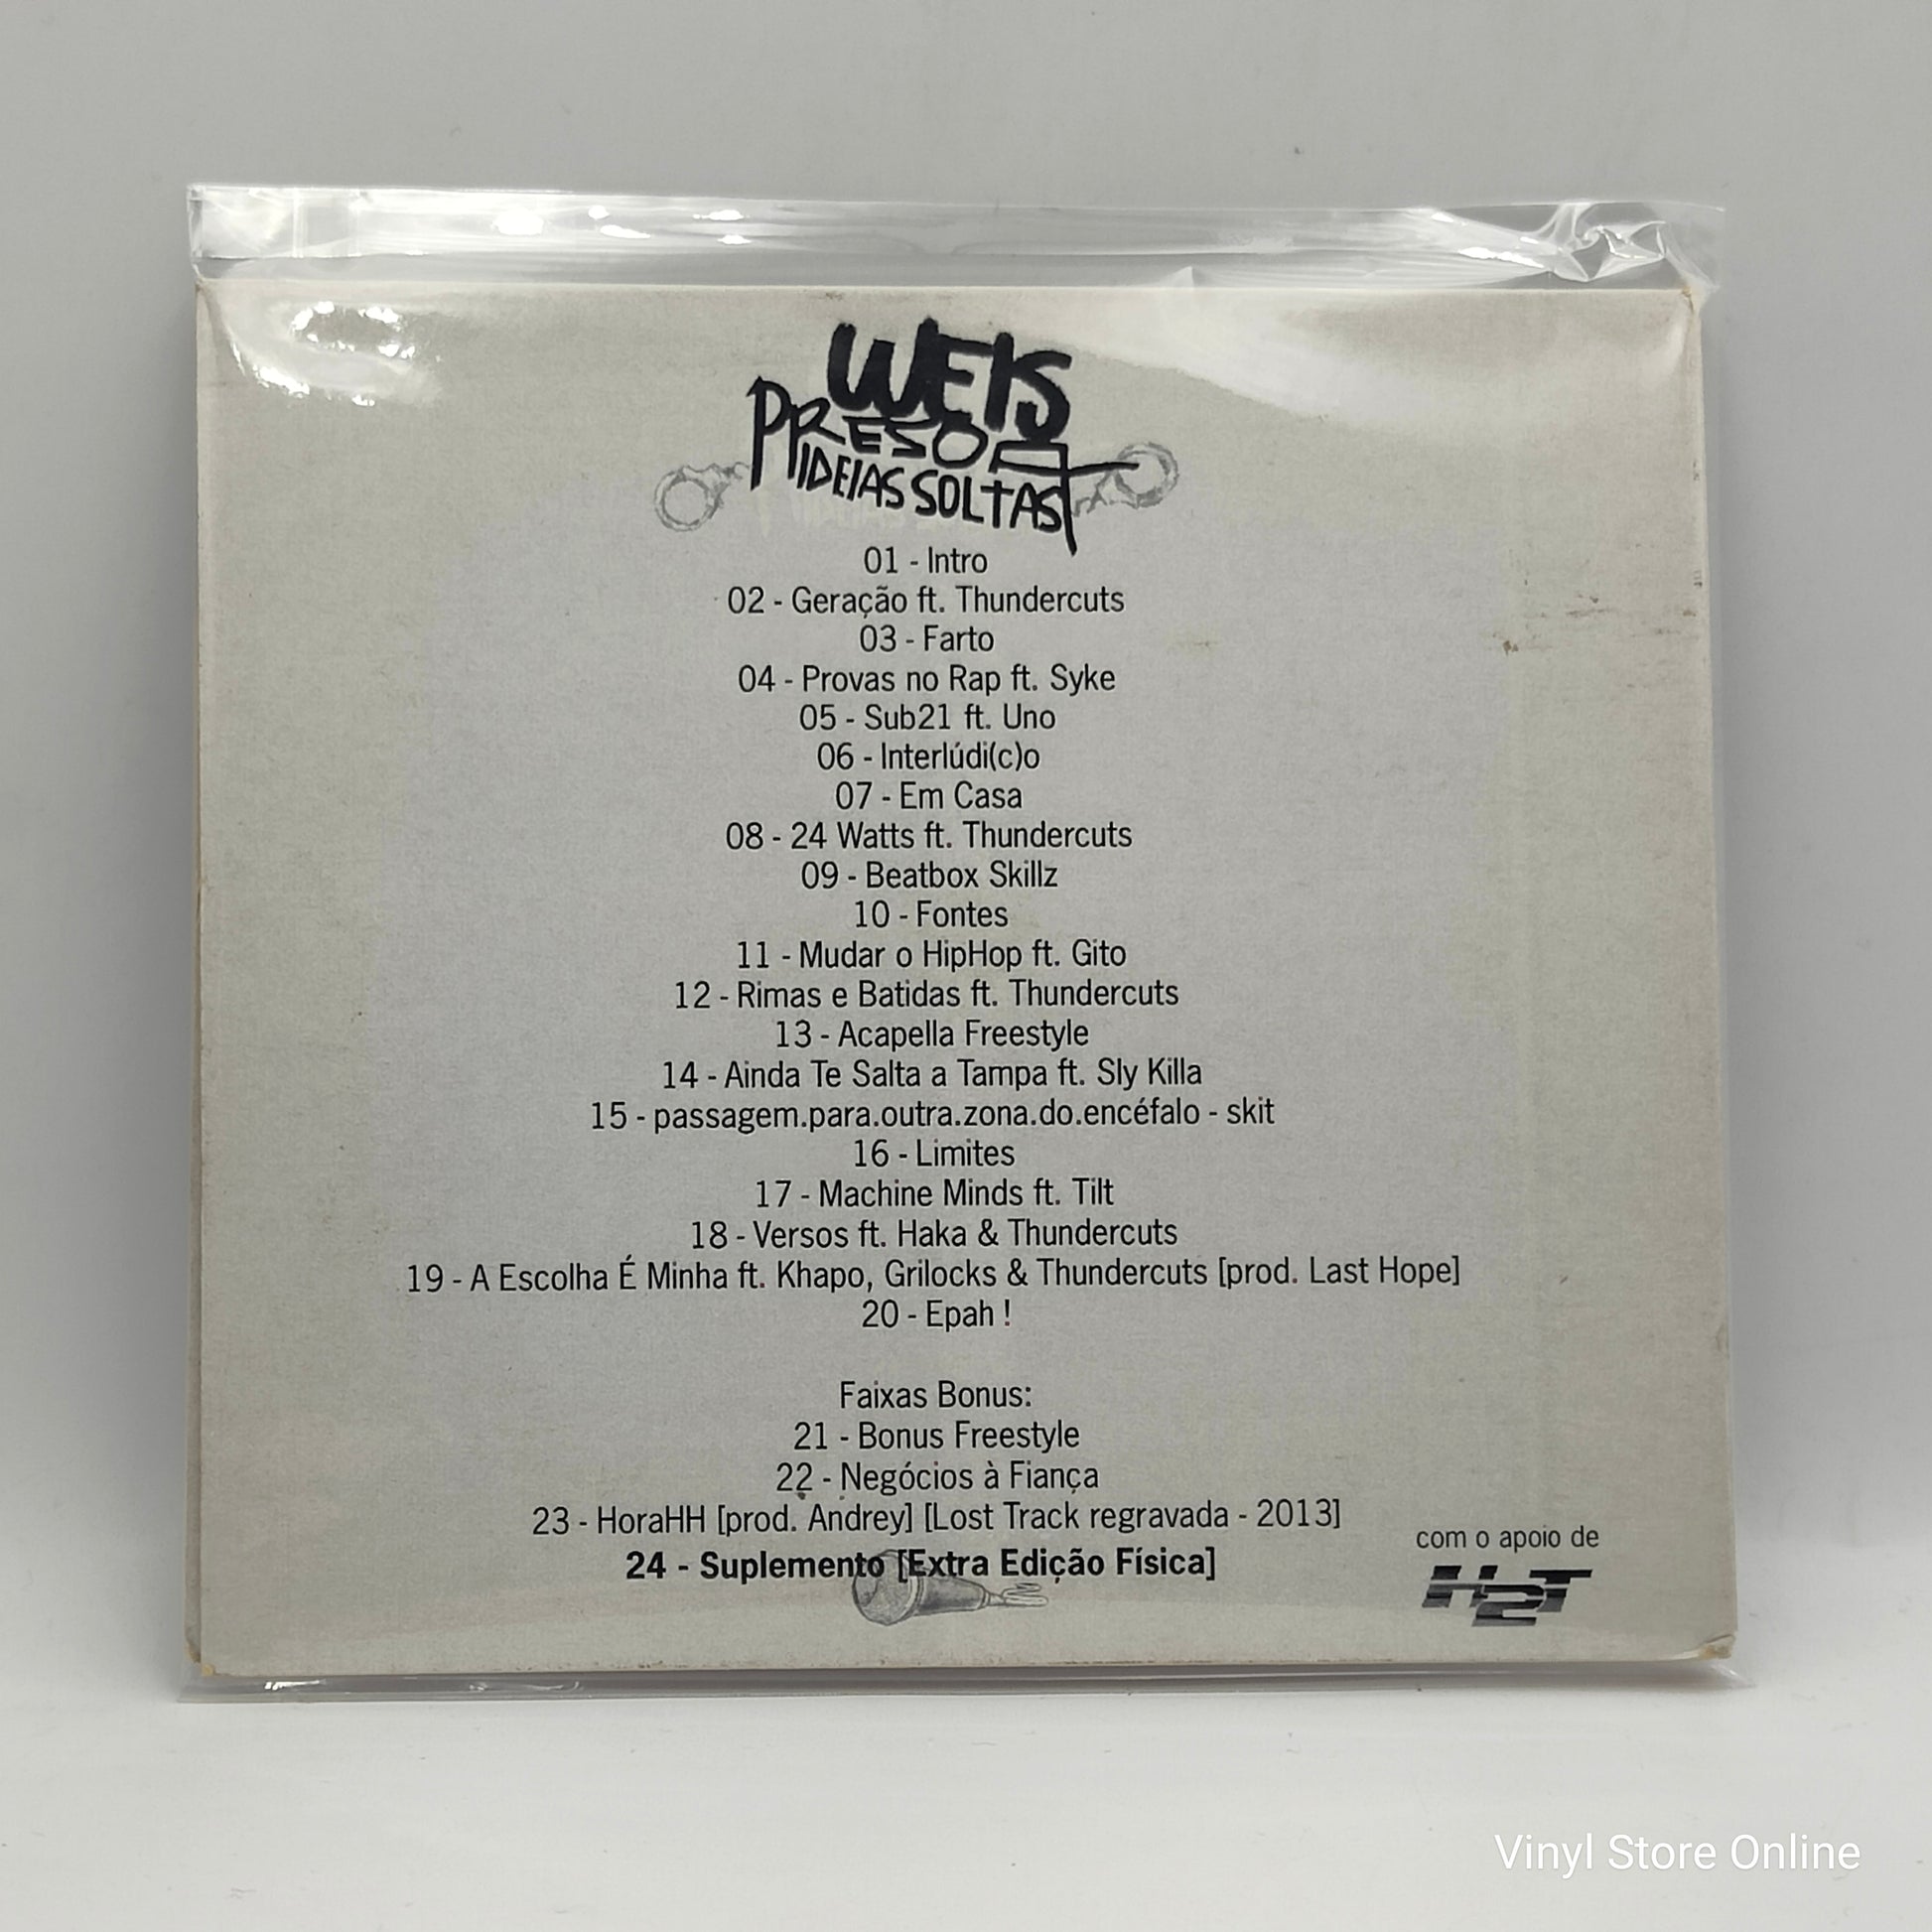 WEIS
PRESO A
IDEIAS SOLTAS
01 - Intro
02 - Geração ft. Thundercuts
03 - Farto
04 - Provas no Rap ft. Syke
05 - Sub21 ft. Uno
06 - Interlúdi(c)o
07 - Em Casa
08 - 24 Watts ft. Thundercuts
09 - Beatbox Skillz
10 - Fontes
11 - Mudar o HipHop ft. Gito
12 - Rimas e Batidas ft. Thundercuts
13 - Acapella Freestyle
14 - Ainda Te Salta a Tampa ft. Sly Killa
15 - passagem.para.outra.zona.do.encéfalo - skit
16 - Limites
17 - Machine Minds ft. Tilt
18 - Versos ft. Haka & Thundercuts
19 - A Escolha É Minha ft. Khapo, Grilocks & Thundercuts [prod. Last Hope]
20 - Epah !
Faixas Bonus:
21 - Bonus Freestyle
22 - Negócios à Fiança
23 - HoraHH [prod. Andrey] [Lost Track regravada - 2013]
24 - Suplemento [Extra Edição Física]
com o apoio de
H2T
Vinyl Store Online